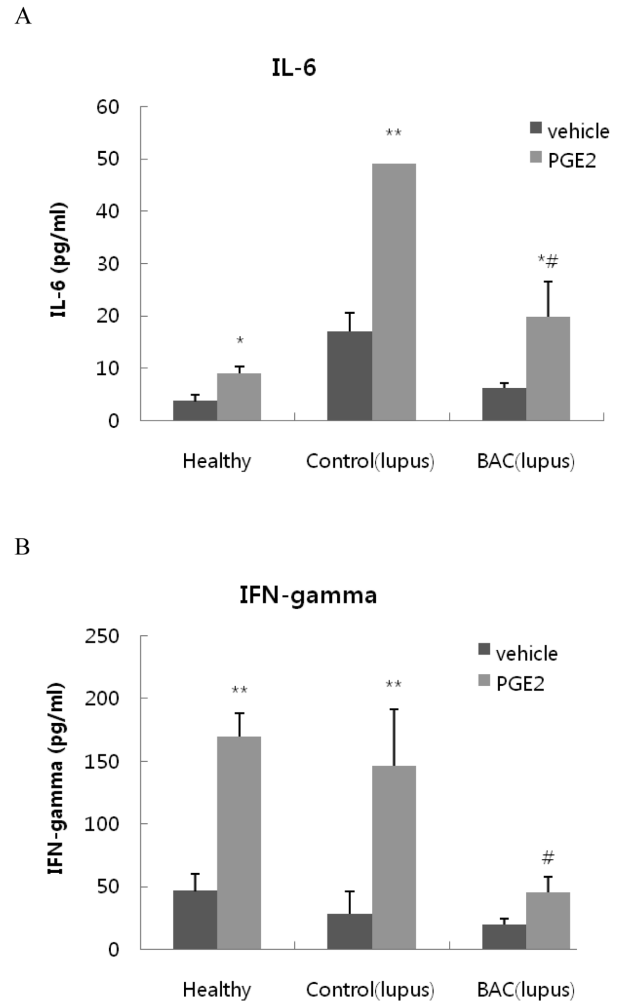 A
IL-6
60
50
40
30
20
10
0
IL-6 (pg/ml)
vehicle
PGE2
*
**
*#
Healthy
Control(lupus)
BAC(lupus)
B
IFN-gamma
250
200
150
100
50
0
IFN-gamma (pg/ml)
vehicle
PGE2
**
**
#
Healthy
Control(lupus)
BAC(lupus)